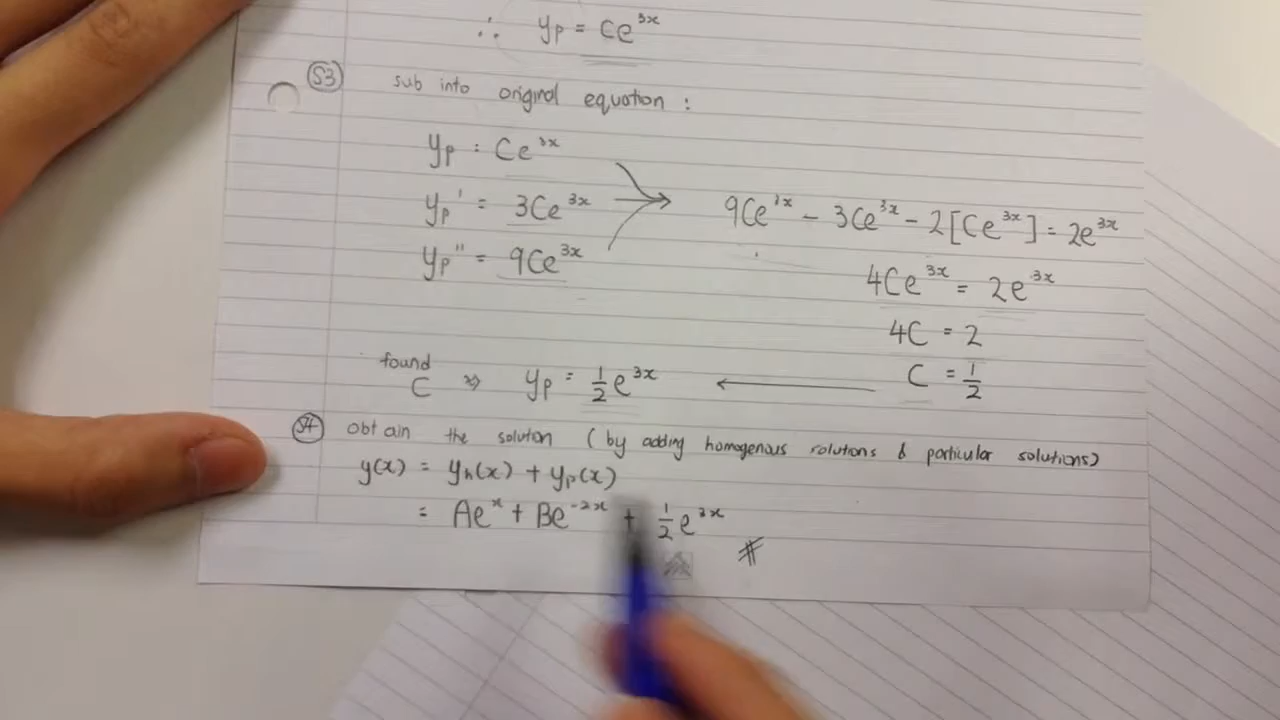 ∴ yp = Ce^3x
S3 sub into original equation :
yp = Ce^3x
yp' = 3Ce^3x
yp'' = 9Ce^3x
9Ce^3x - 3Ce^3x - 2[Ce^3x] = 2e^3x
4Ce^3x = 2e^3x
4C = 2
C = 1/2
found
C ⇒ yp = 1/2 e^3x
S4 obtain the solution (by adding homogenous solutions & particular solutions)
y(x) = yh(x) + yp(x)
= Ae^x + Be^-2x + 1/2 e^3x #